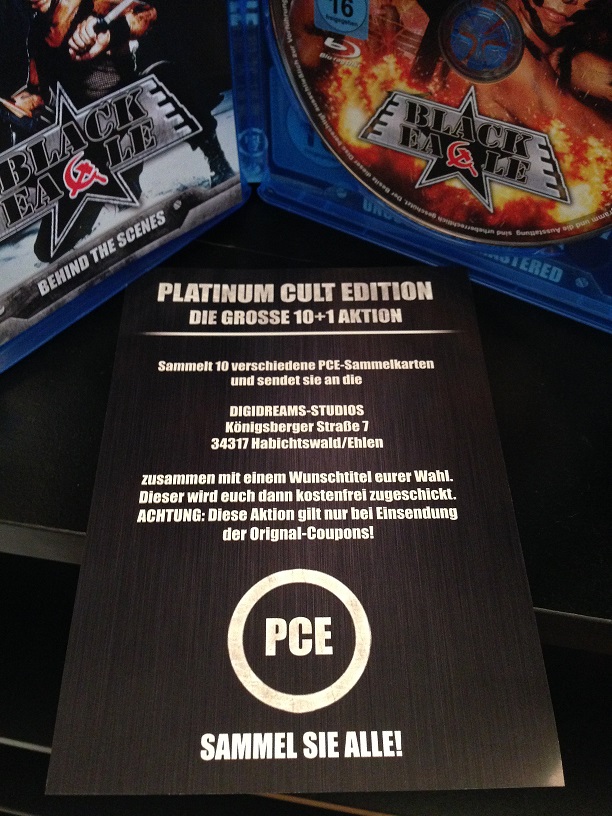 16
freigegeben
BLACK
EAGLE
BEHIND THE SCENES
BLACK
EAGLE
PLATINUM CULT EDITION
DIE GROSSE 10+1 AKTION
Sammelt 10 verschiedene PCE-Sammelkarten
und sendet sie an die
DIGIDREAMS-STUDIOS
Königsberger Straße 7
34317 Habichtswald/Ehlen
zusammen mit einem Wunschtitel eurer Wahl.
Dieser wird euch dann kostenfrei zugeschickt.
ACHTUNG: Diese Aktion gilt nur bei Einsendung
der Orignal-Coupons!
PCE
SAMMEL SIE ALLE!